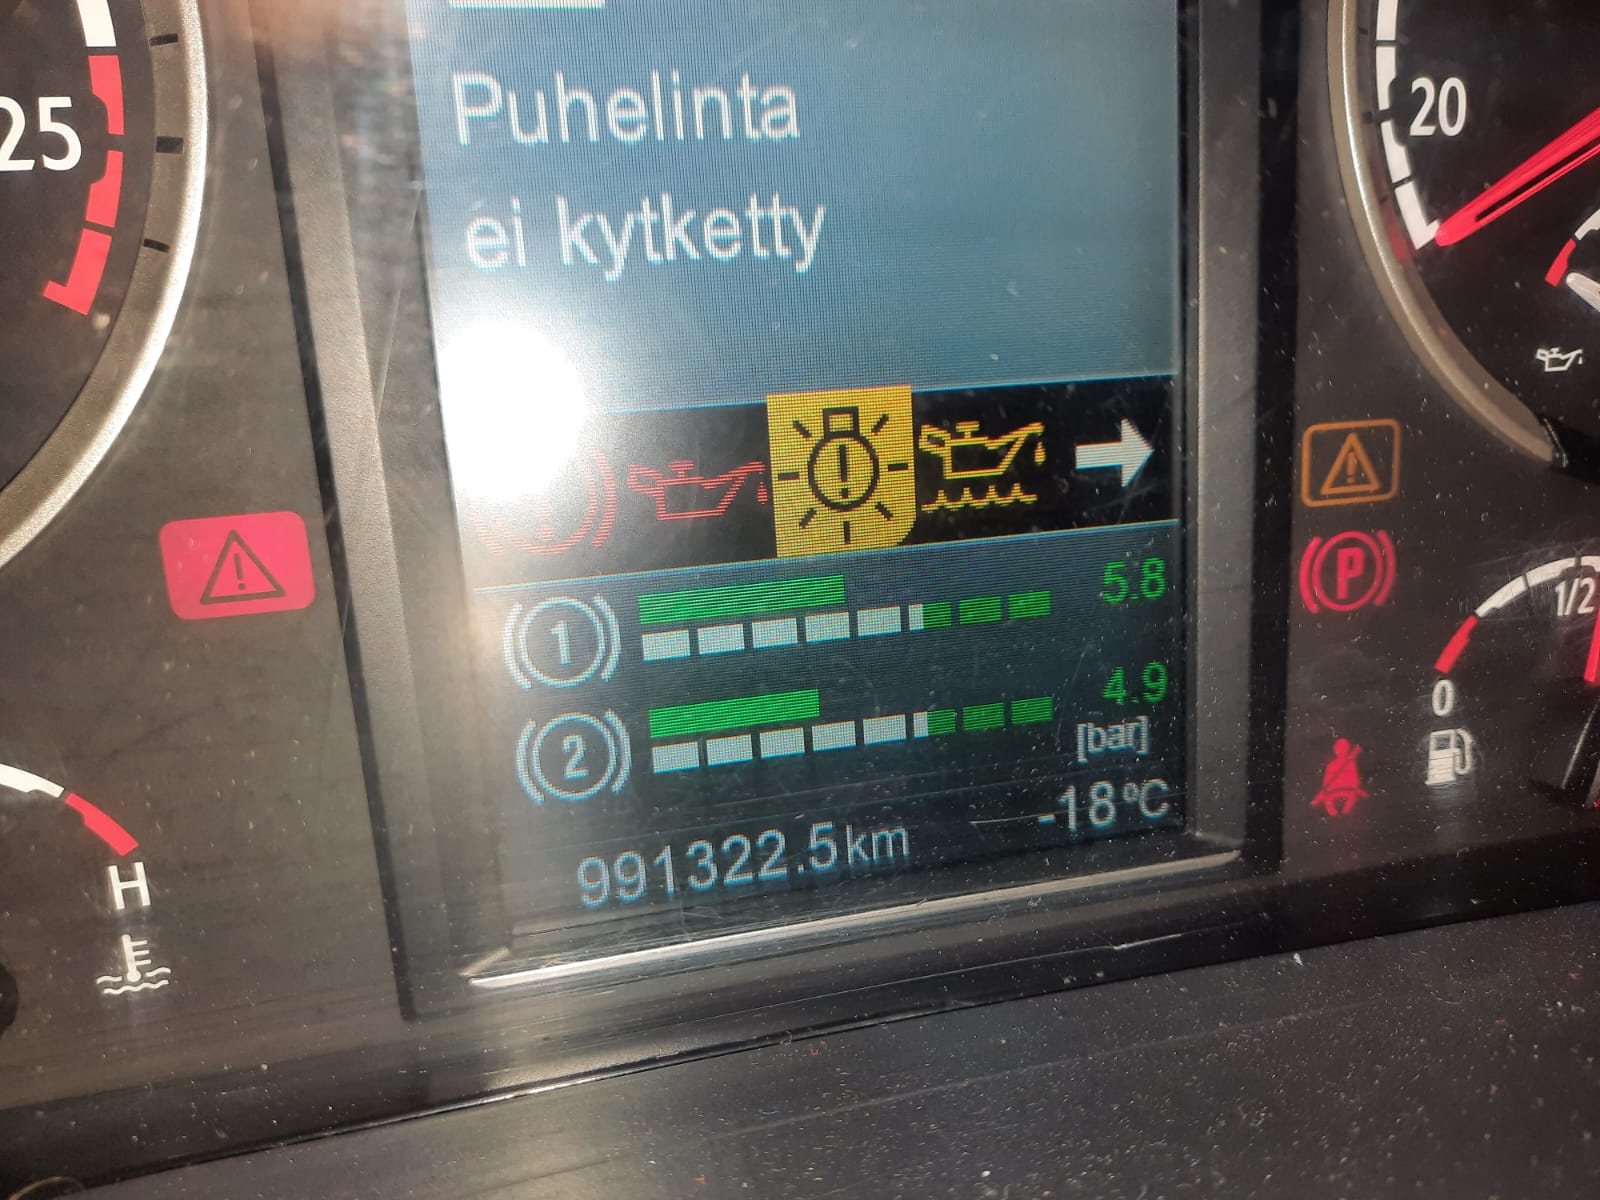 25
20
Puhelinta
ei kytketty
1
5.8
P
1/2
2
4.9
[bar]
0
-18°C
991322.5km
H